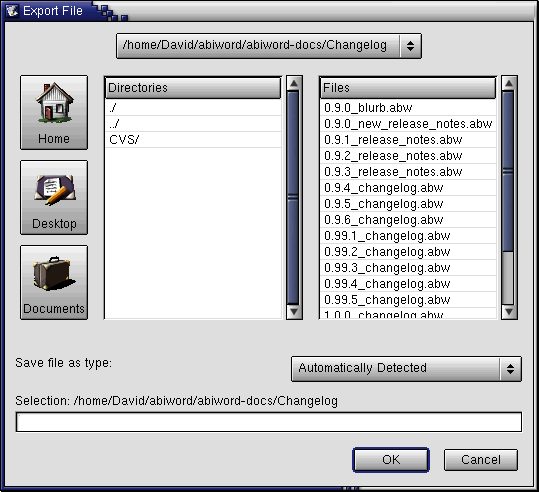 Export File
/home/David/abiword/abiword-docs/Changelog
Home
Desktop
Documents
Directories
./
../
CVS/
Files
0.9.0_blurb.abw
0.9.0_new_release_notes.abw
0.9.1_release_notes.abw
0.9.2_release_notes.abw
0.9.3_release_notes.abw
0.9.4_changelog.abw
0.9.5_changelog.abw
0.9.6_changelog.abw
0.99.1_changelog.abw
0.99.2_changelog.abw
0.99.3_changelog.abw
0.99.4_changelog.abw
0.99.5_changelog.abw
1.0.0_changelog.abw
Save file as type:
Automatically Detected
Selection: /home/David/abiword/abiword-docs/Changelog
OK
Cancel